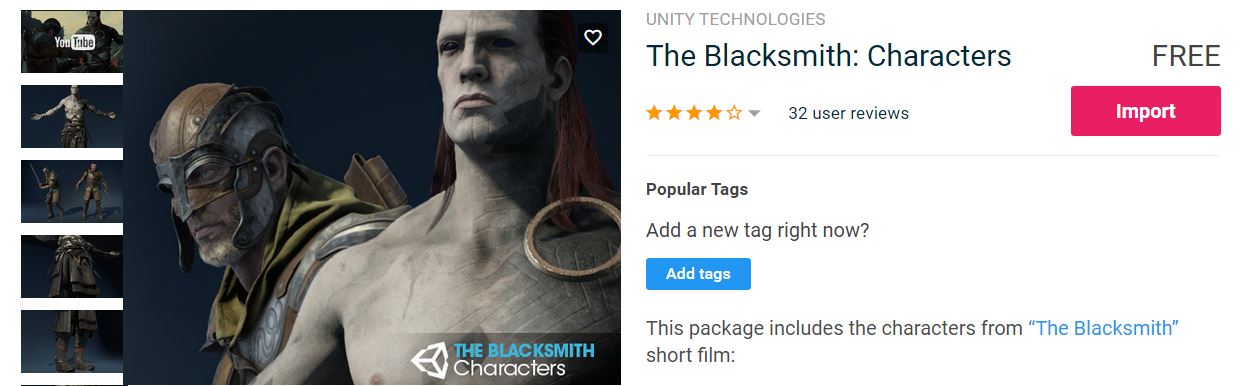 YouTube
UNITY TECHNOLOGIES
The Blacksmith: Characters
FREE
32 user reviews
Import
Popular Tags
Add a new tag right now?
Add tags
This package includes the characters from “The Blacksmith”
short film:
THE BLACKSMITH
Characters